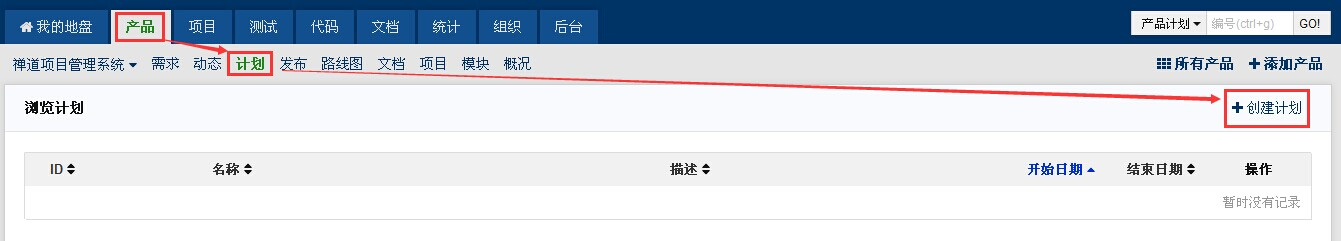 我的地盘 产品 项目 测试 代码 文档 统计 组织 后台 产品计划 编号(ctrl+g) GO!
禅道项目管理系统 需求 动态 计划 发布 路线图 文档 项目 模块 概况 所有产品 添加产品
浏览计划 创建计划
ID 名称 描述 开始日期 结束日期 操作
暂时没有记录